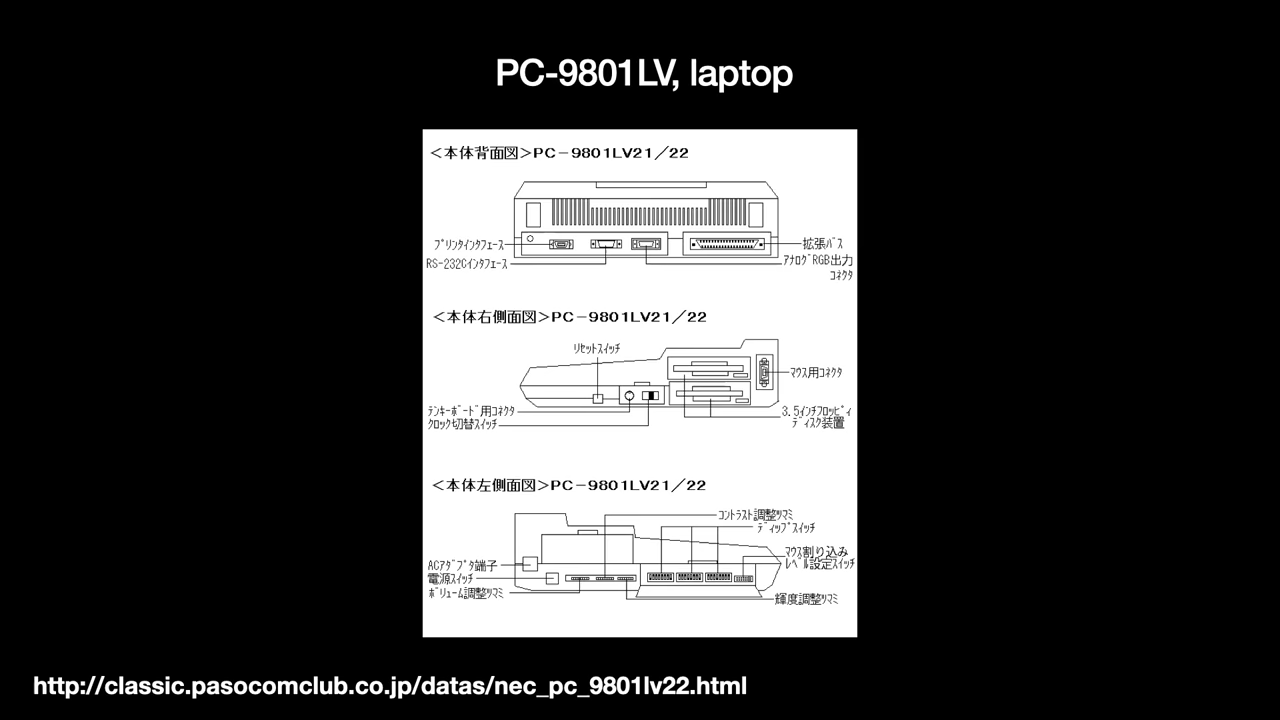 PC-9801LV, laptop
＜本体背面図＞PC－9801LV21／22
ﾌﾟﾘﾝﾀｲﾝﾀﾌｪｰｽ
RS-232Cｲﾝﾀﾌｪｰｽ
拡張ﾊﾞｽ
ｱﾅﾛｸﾞRGB出力
ｺﾈｸﾀ
＜本体右側面図＞PC－9801LV21／22
ﾘｾｯﾄｽｲｯﾁ
ﾏｳｽ用ｺﾈｸﾀ
ﾃﾝｷｰﾎﾞｰﾄﾞ用ｺﾈｸﾀ
ｸﾛｯｸ切替ｽｲｯﾁ
3.5ｲﾝﾁﾌﾛｯﾋﾟｨ
ﾃﾞｨｽｸ装置
＜本体左側面図＞PC－9801LV21／22
ｺﾝﾄﾗｽﾄ調整ﾂﾏﾐ
ﾃﾞｨｯﾌﾟｽｲｯﾁ
ﾏｳｽ割り込み
ﾚﾍﾞﾙ設定ｽｲｯﾁ
ACｱﾀﾞﾌﾟﾀ端子
電源ｽｲｯﾁ
ﾎﾞﾘｭｰﾑ調整ﾂﾏﾐ
輝度調整ﾂﾏﾐ
http://classic.pasocomclub.co.jp/datas/nec_pc_9801lv22.html